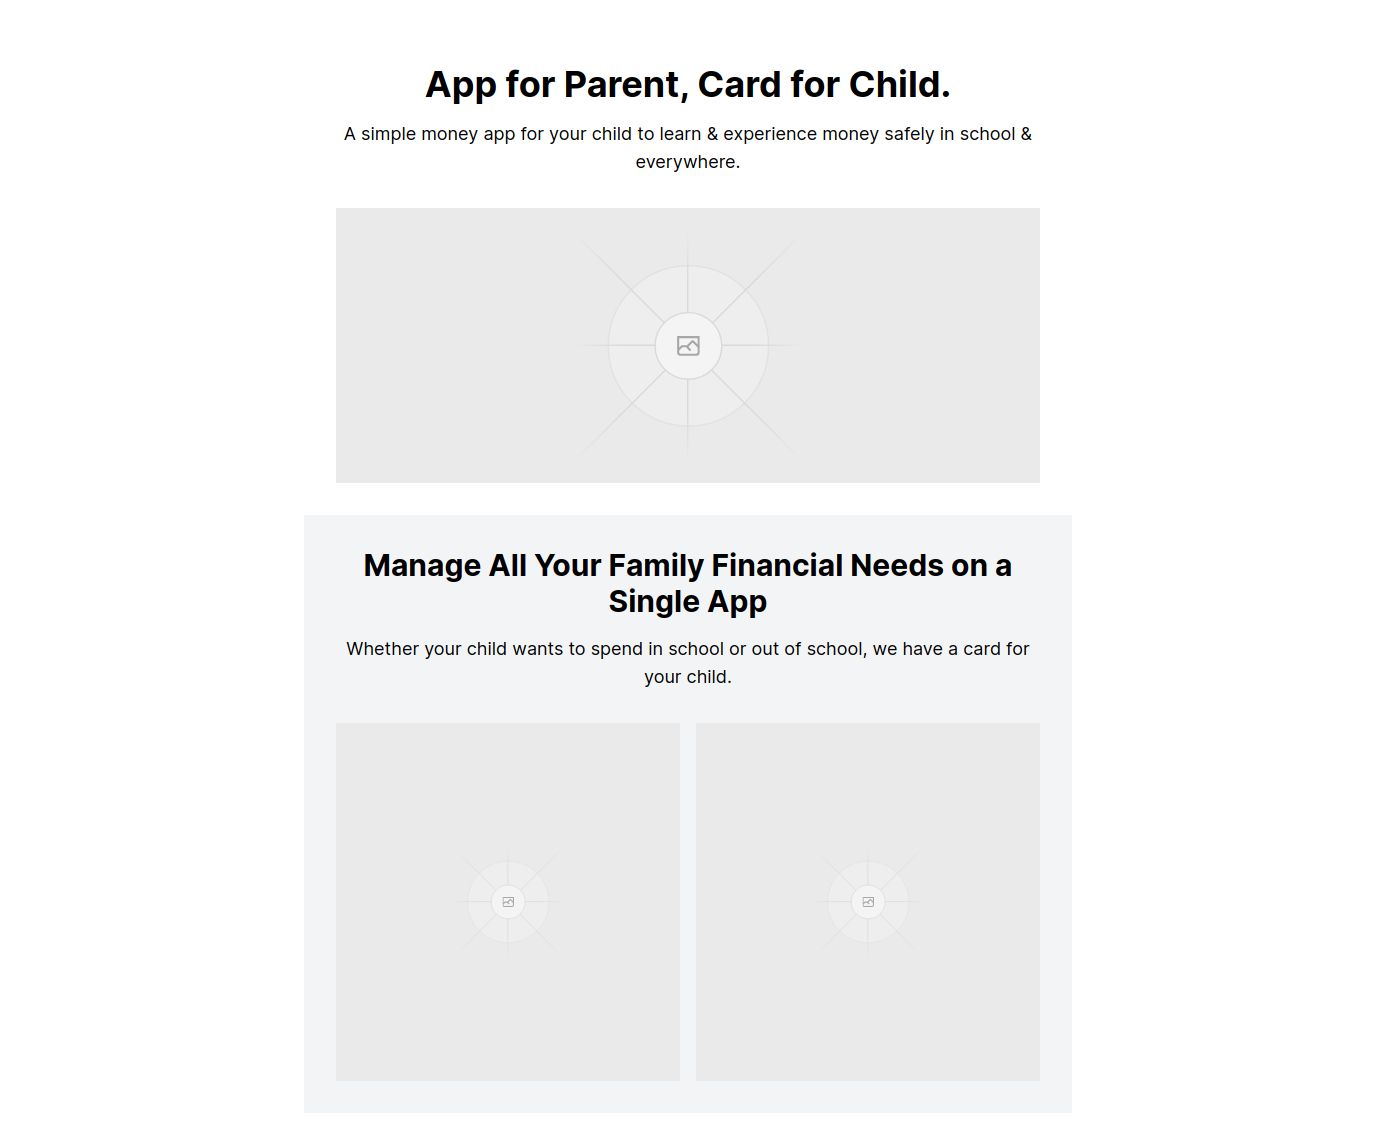 App for Parent, Card for Child.
A simple money app for your child to learn & experience money safely in school &
everywhere.
Manage All Your Family Financial Needs on a
Single App
Whether your child wants to spend in school or out of school, we have a card for
your child.